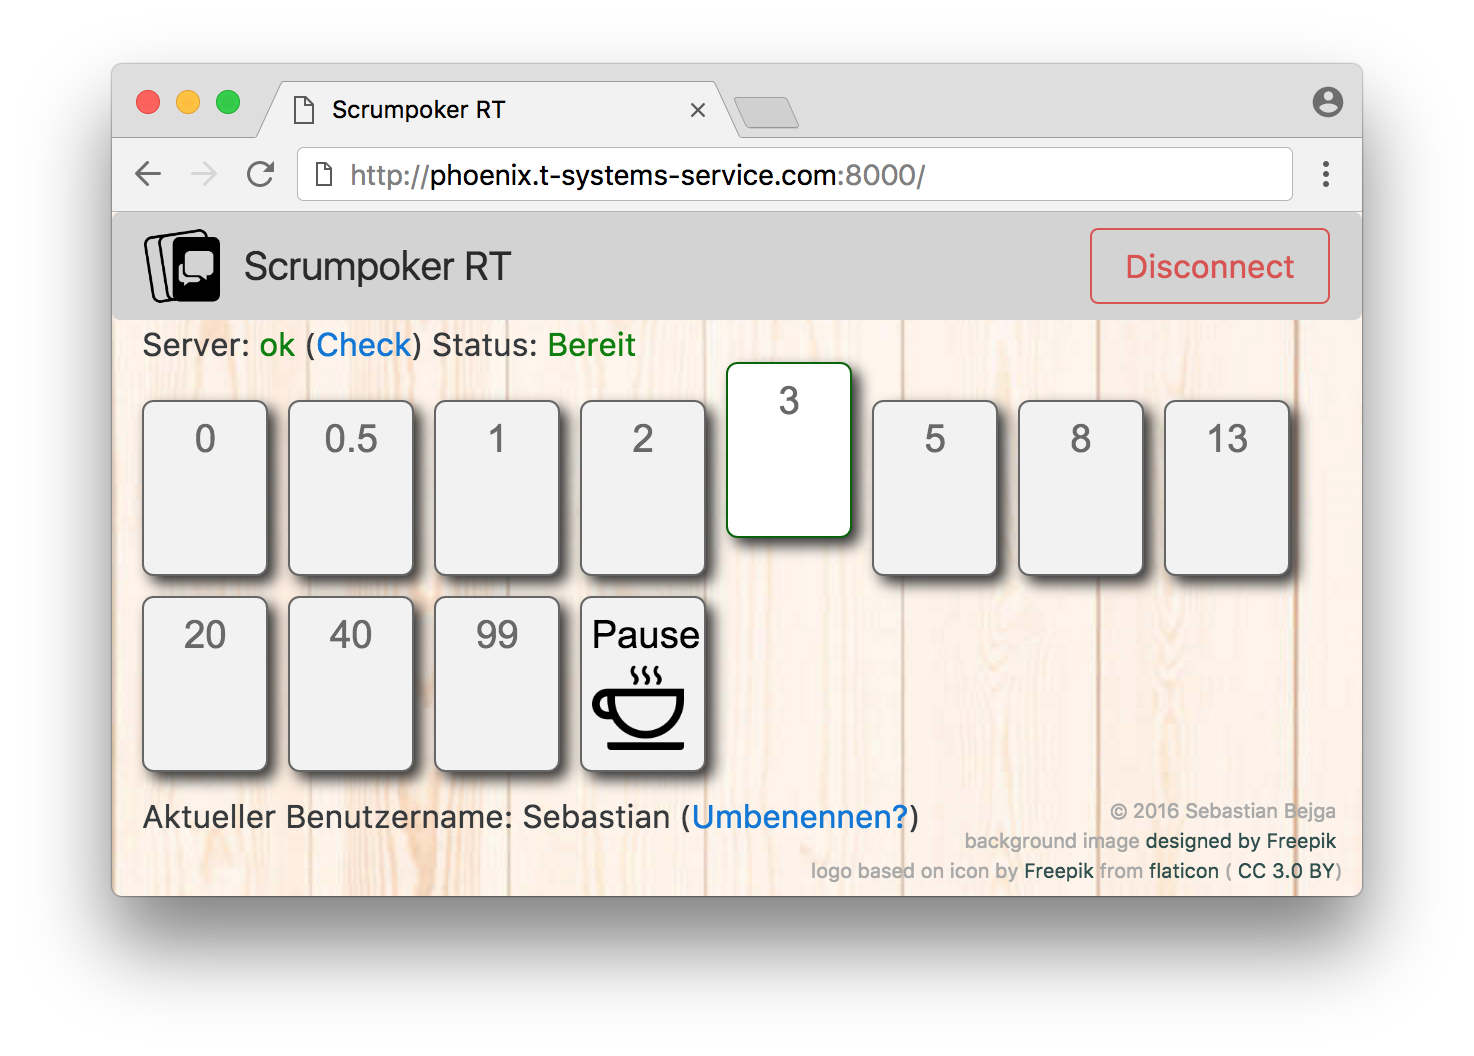 Scrumpoker RT
http://phoenix.t-systems-service.com:8000/
Scrumpoker RT
Disconnect
Server: ok (Check) Status: Bereit
0 0.5 1 2 3 5 8 13
20 40 99 Pause
Aktueller Benutzername: Sebastian (Umbenennen?)
© 2016 Sebastian Bejga
background image designed by Freepik
logo based on icon by Freepik from flaticon ( CC 3.0 BY)